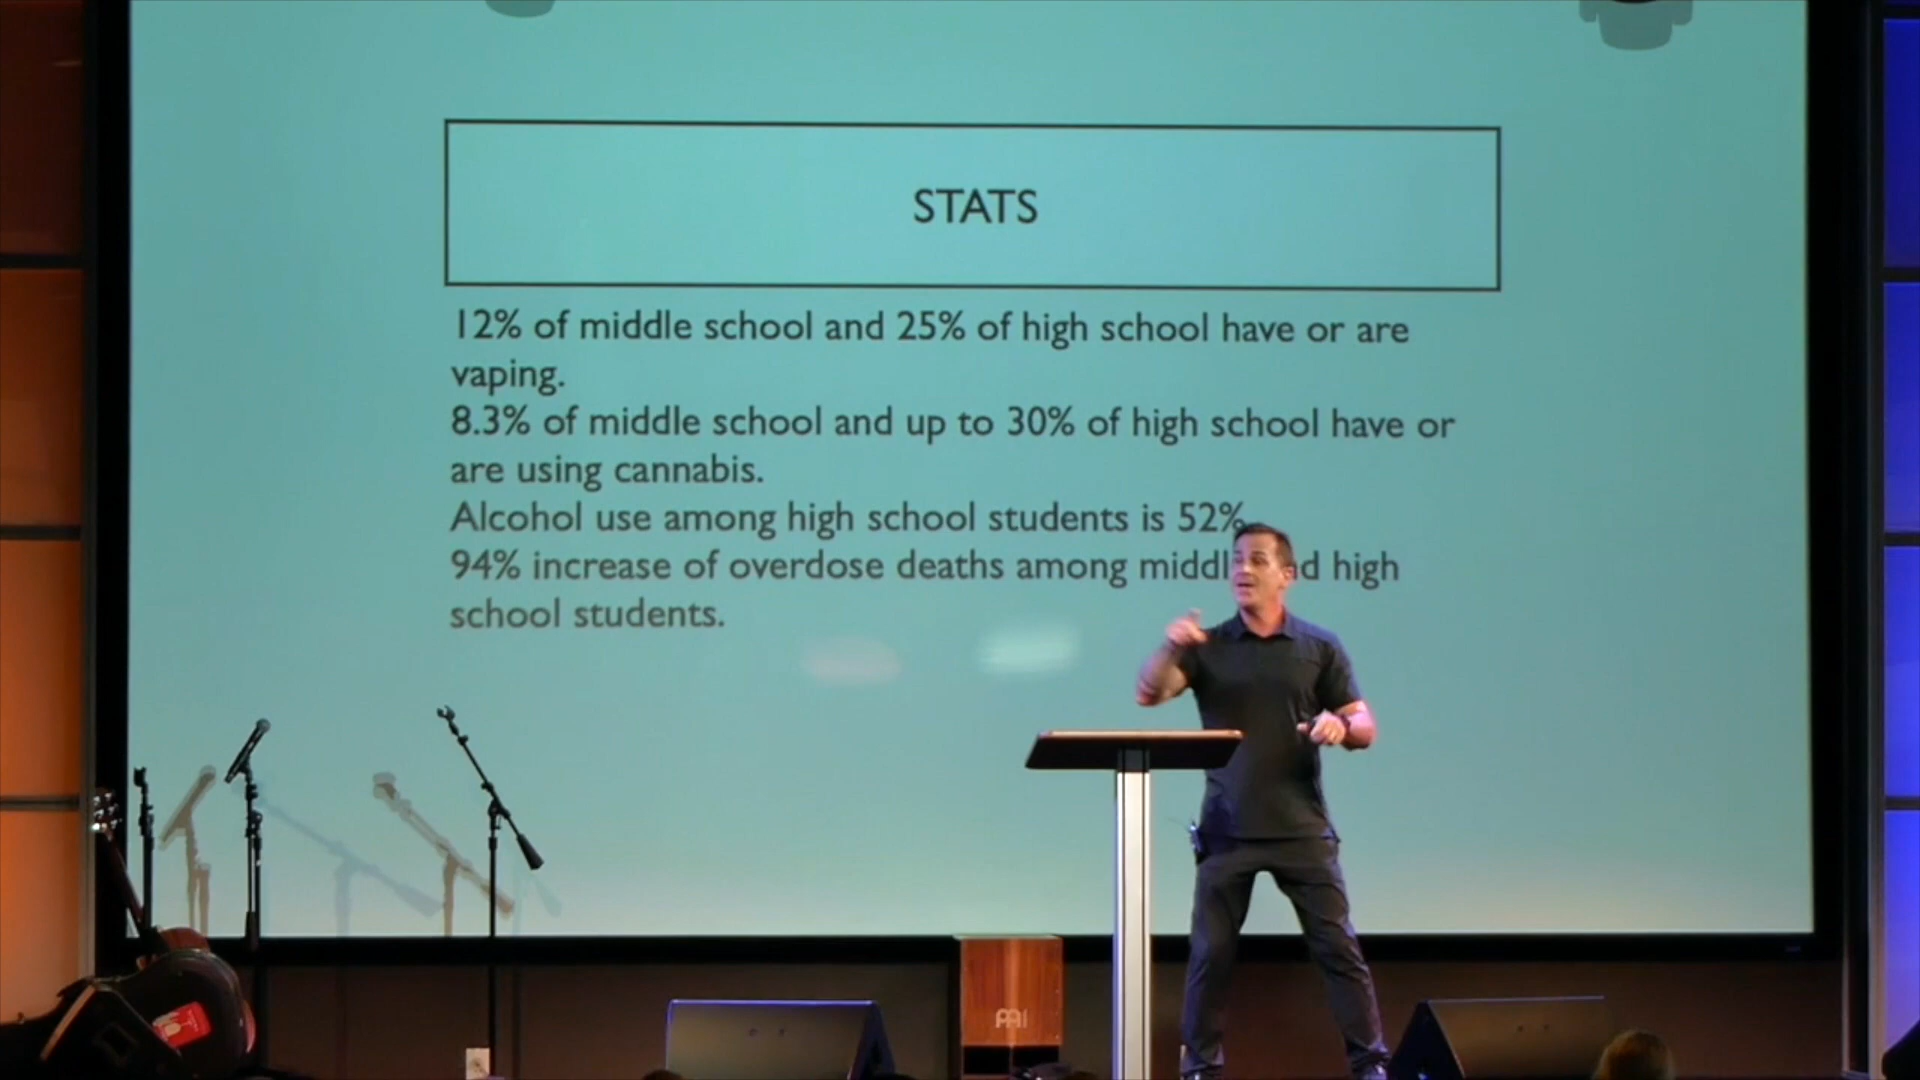 STATS
12% of middle school and 25% of high school have or are
vaping.
8.3% of middle school and up to 30% of high school have or
are using cannabis.
Alcohol use among high school students is 52%
94% increase of overdose deaths among middl d high
school students.